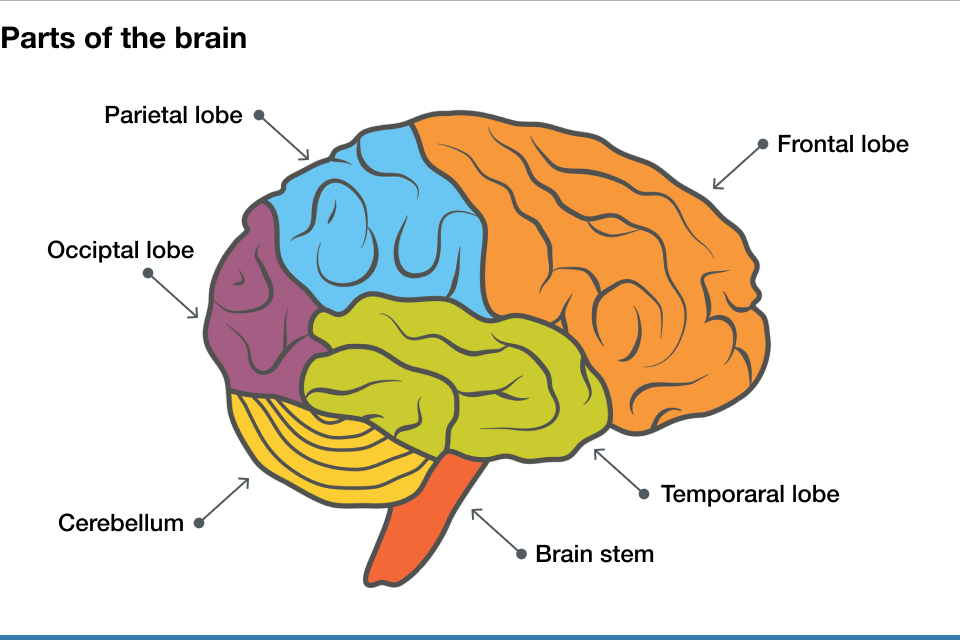 Parts of the brain
Parietal lobe
Frontal lobe
Occiptal lobe
Temporaral lobe
Cerebellum
Brain stem